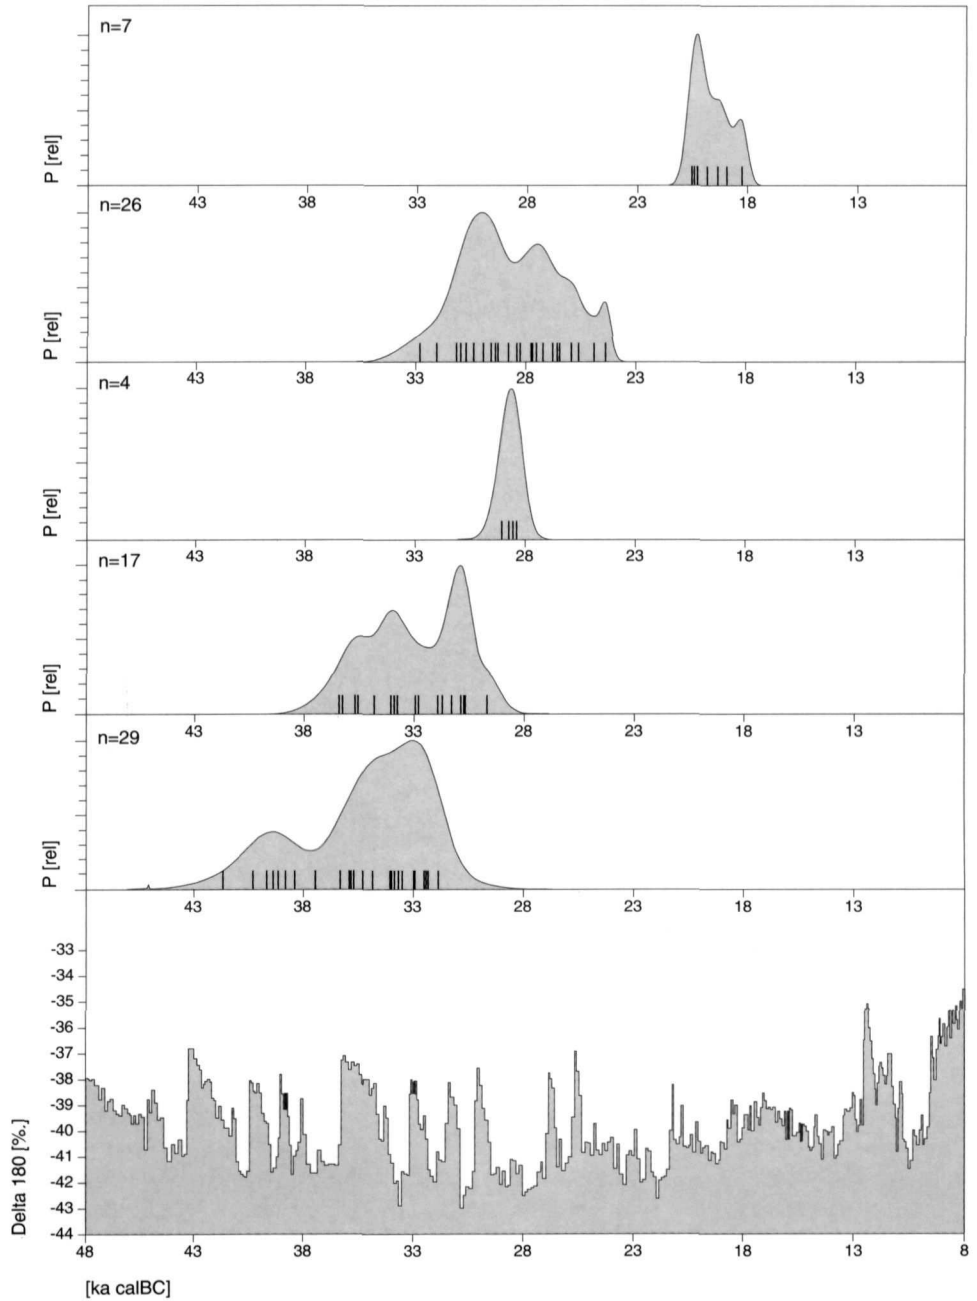 n=7
P [rel]
43 38 33 28 23 18 13
n=26
P [rel]
43 38 33 28 23 18 13
n=4
P [rel]
43 38 33 28 23 18 13
n=17
P [rel]
43 38 33 28 23 18 13
n=29
P [rel]
43 38 33 28 23 18 13
-33
-34
-35
-36
-37
-38
-39
-40
-41
-42
-43
-44
Delta 180 [%.]
48 43 38 33 28 23 18 13 8
[ka calBC]